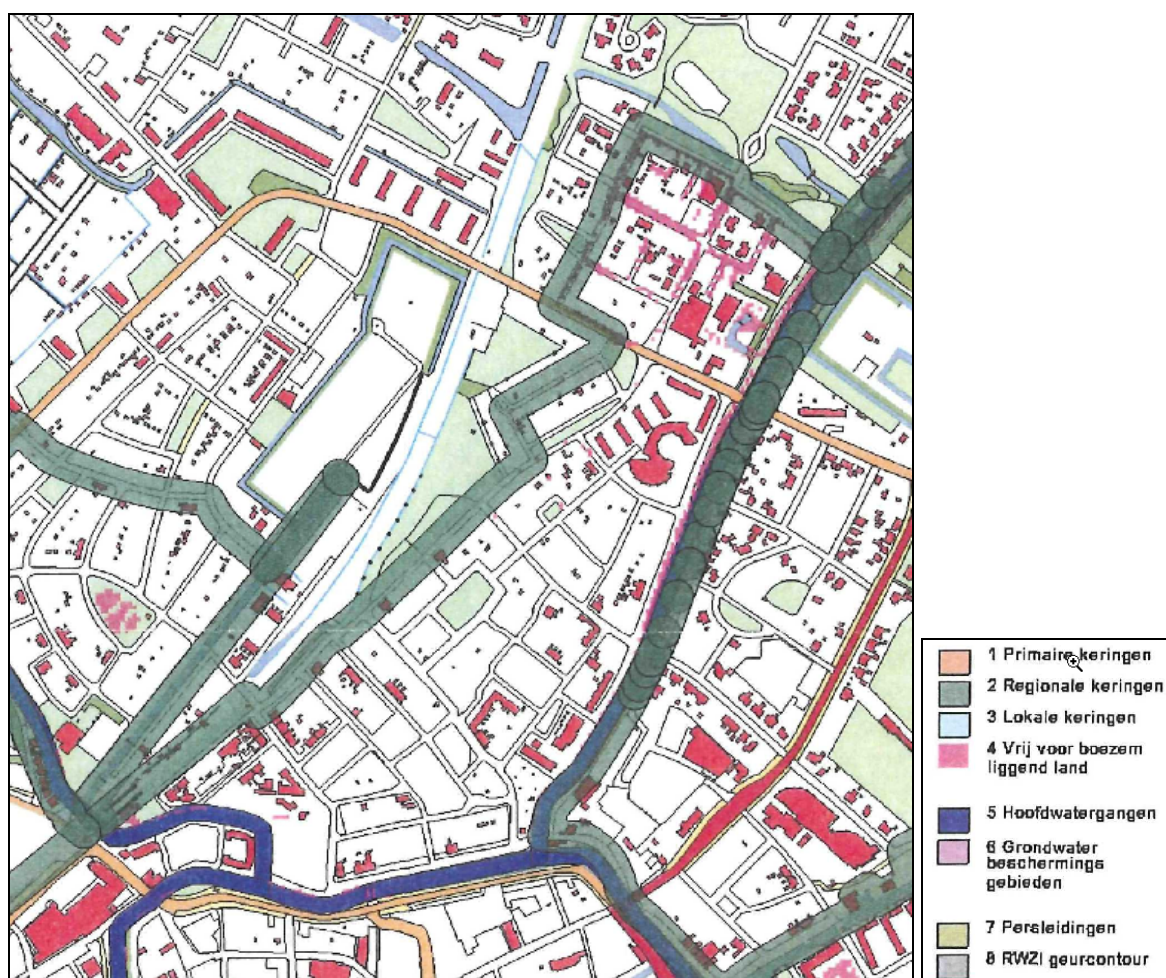 1 Primaire keringen
2 Regionale keringen
3 Lokale keringen
4 Vrij voor boezem
liggend land
5 Hoofdwatergangen
6 Grondwater
beschermings
gebieden
7 Persleidingen
8 RWZI geurcontour